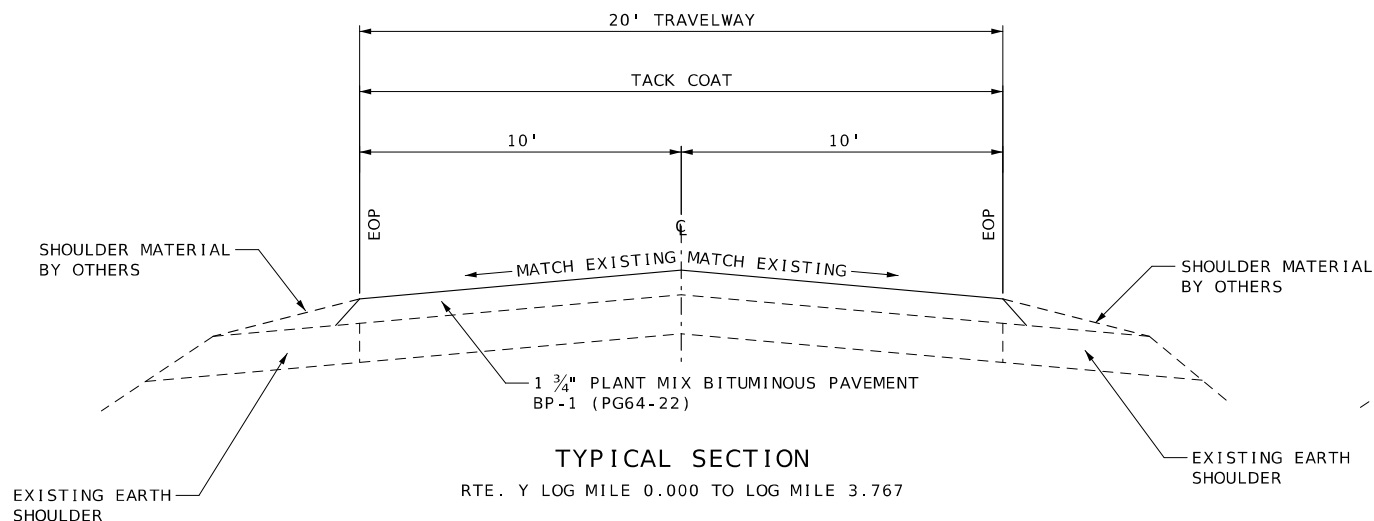 20' TRAVELWAY
TACK COAT
10'
10'
EOP
℄
EOP
SHOULDER MATERIAL
BY OTHERS
MATCH EXISTING
MATCH EXISTING
SHOULDER MATERIAL
BY OTHERS
1 ¾" PLANT MIX BITUMINOUS PAVEMENT
BP-1 (PG64-22)
TYPICAL SECTION
RTE. Y LOG MILE 0.000 TO LOG MILE 3.767
EXISTING EARTH
SHOULDER
EXISTING EARTH
SHOULDER